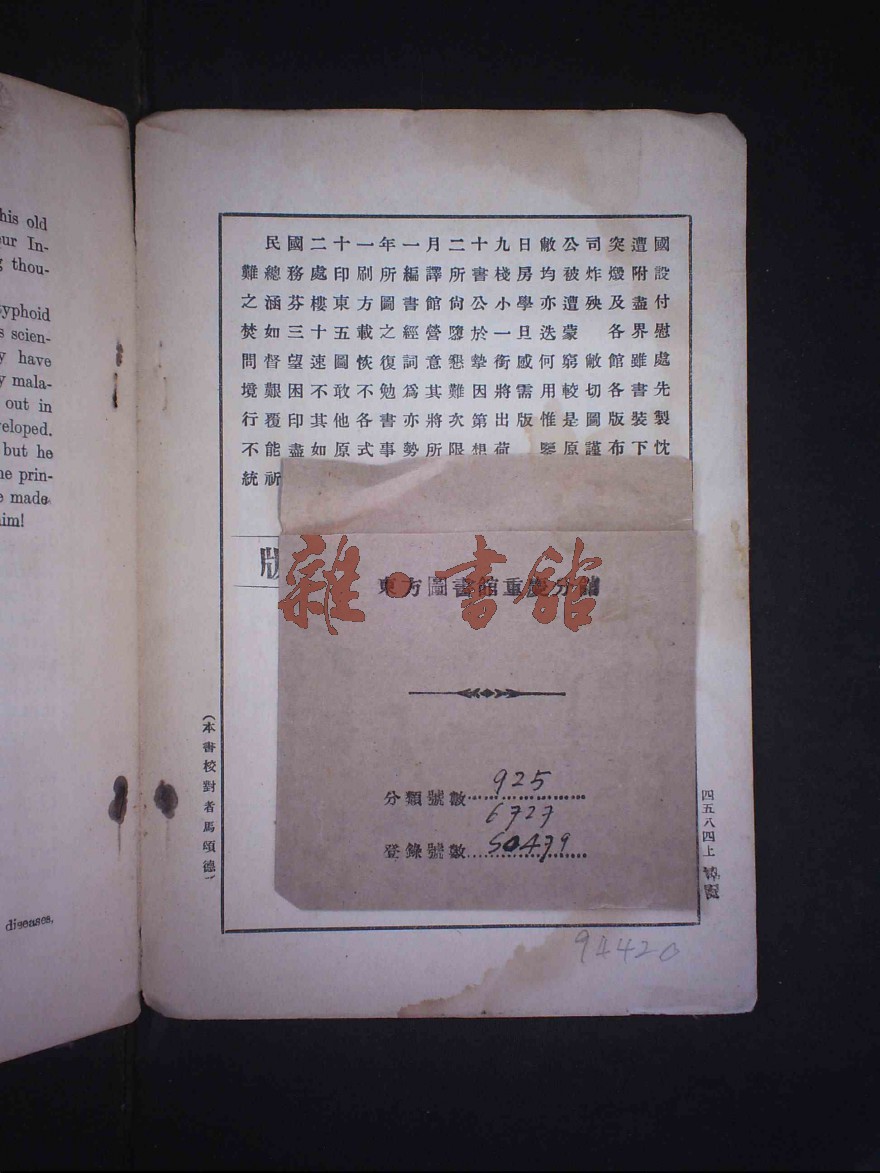 his old
ur In-
g thou-
typhoid
s scien-
y have
y mala-
out in
veloped.
but he
ne prin-
e made
him!
diseases.
民國二十一年一月二十九日敝公司突遭國
難總務處印刷所編譯所書棧房均被炸燬附設
之涵芬樓東方圖書館尚公小學亦遭殃及盡付
焚如三十五載之經營隳於一旦迭蒙 各界慰
問督望速圖恢復詞意懇摯銜感何窮 敝館雖處
境艱困不敢不勉爲其難因將需用較切各書先
行覆印其他各書亦將次第出版惟是圖版裝製
不能盡如原式事勢所限想荷 鑒原謹布下忱
統祈
版
東方圖書館重慶分館
雜·書館
分類號數 925
6727
登錄號數 50479
(本書校對者馬頌德)
四五八四上
94420